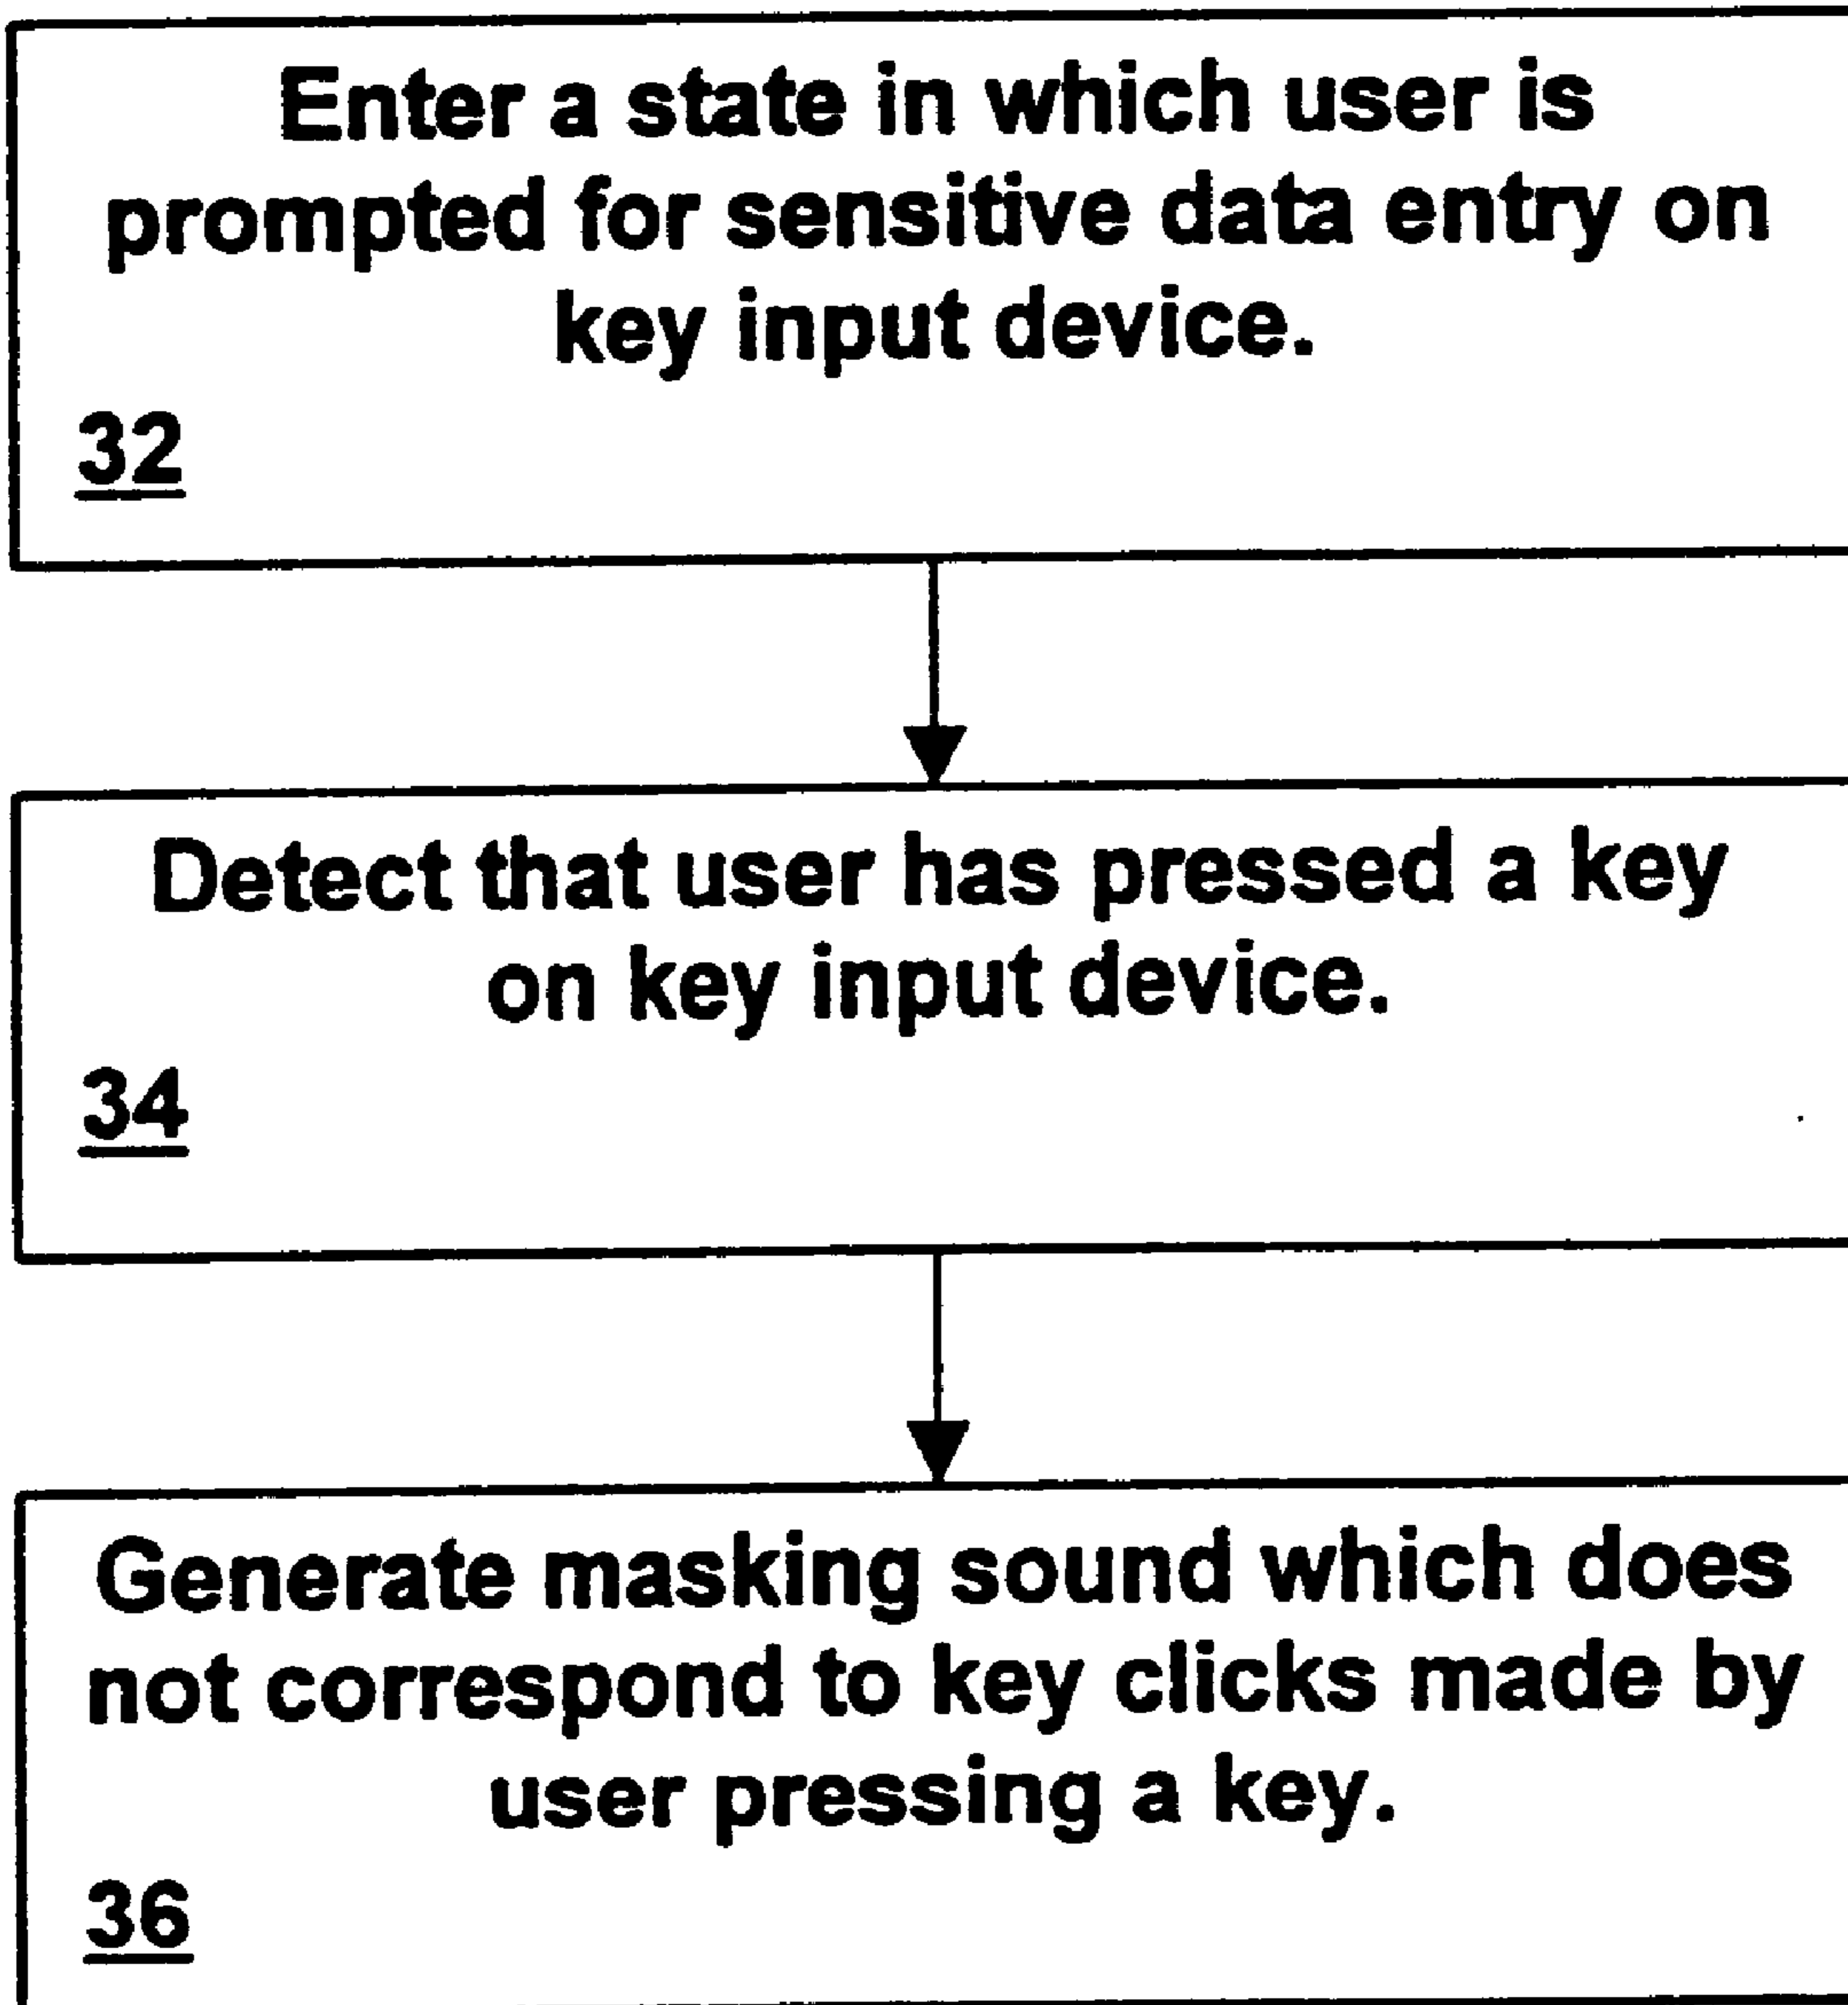 Enter a state in which user is
prompted for sensitive data entry on
key input device.
32
Detect that user has pressed a key
on key input device.
34
Generate masking sound which does
not correspond to key clicks made by
user pressing a key.
36